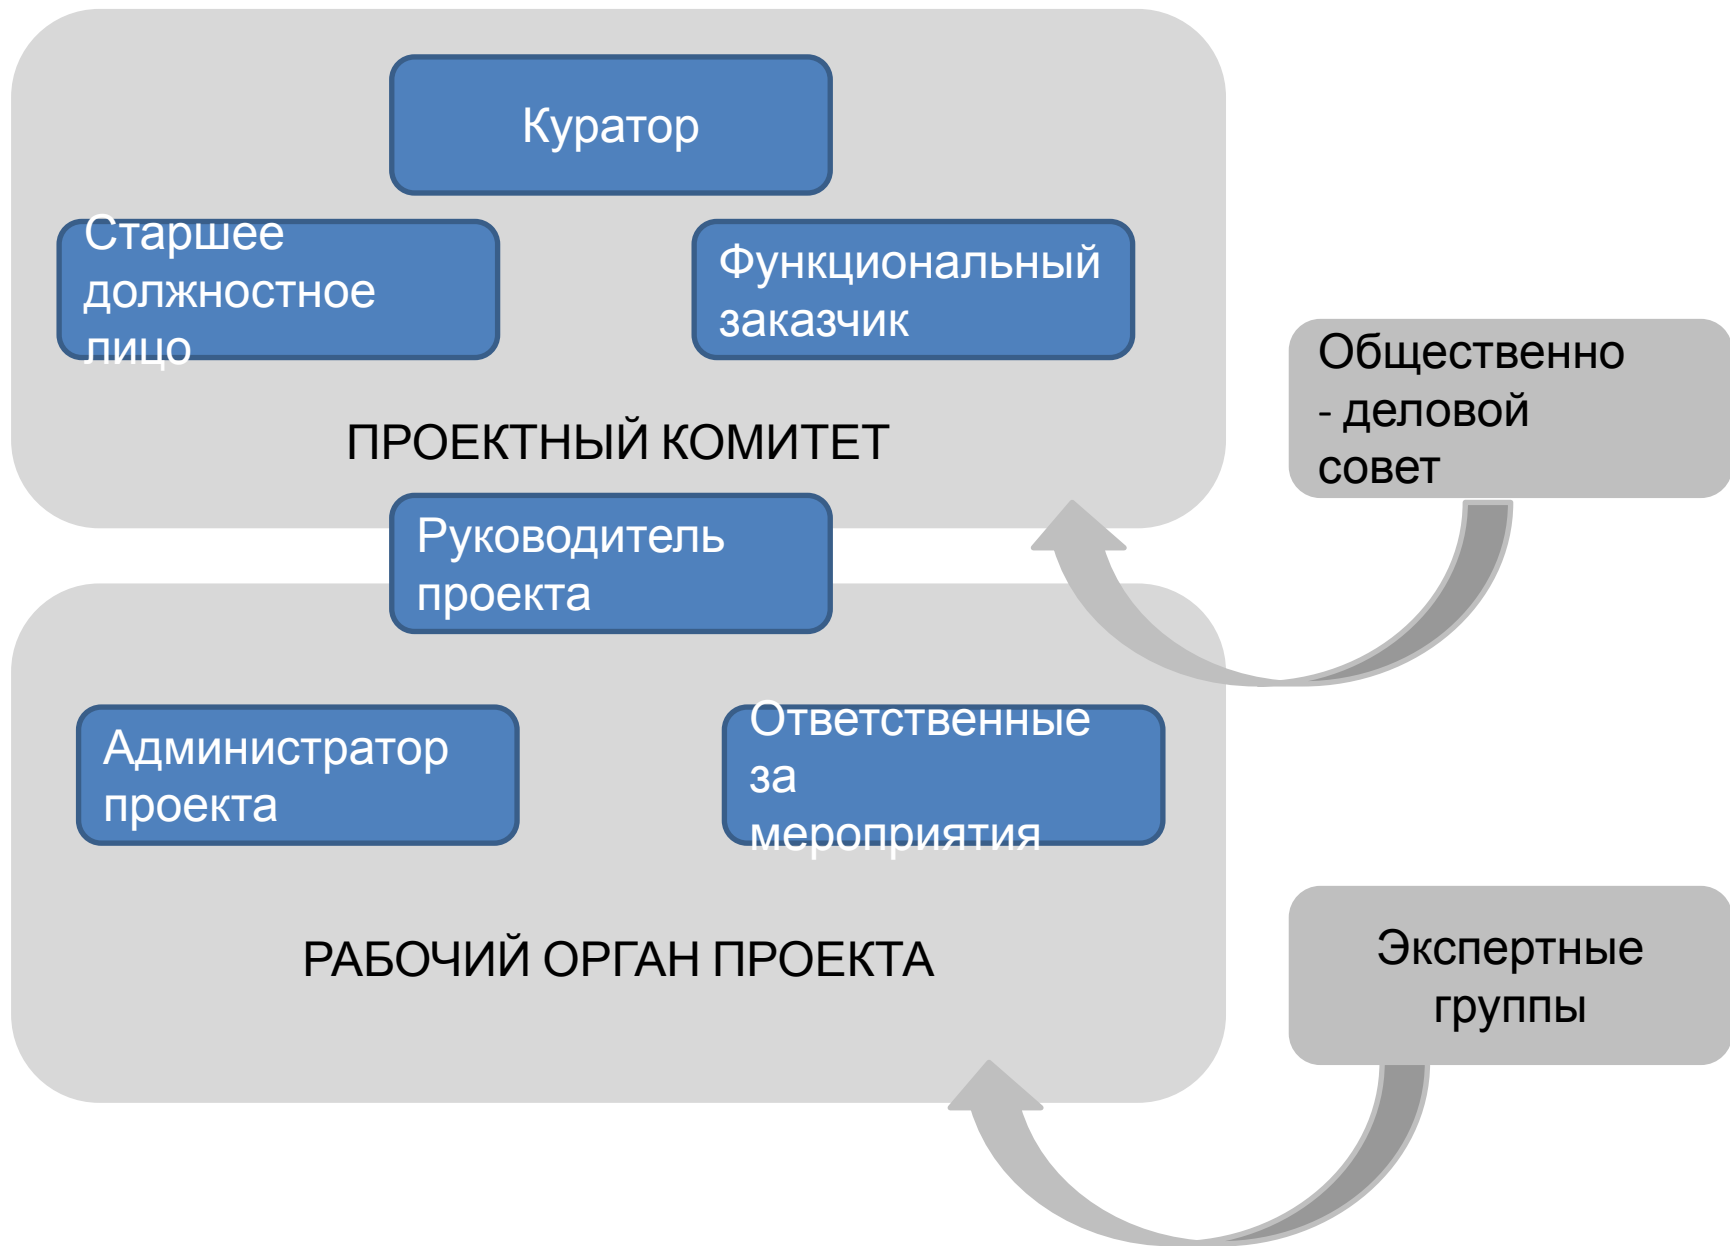 Куратор
Старшее
должностное
лицо
Функциональный
заказчик
ПРОЕКТНЫЙ КОМИТЕТ
Общественно
- деловой
совет
Руководитель
проекта
Администратор
проекта
Ответственные
за
мероприятия
РАБОЧИЙ ОРГАН ПРОЕКТА
Экспертные
группы